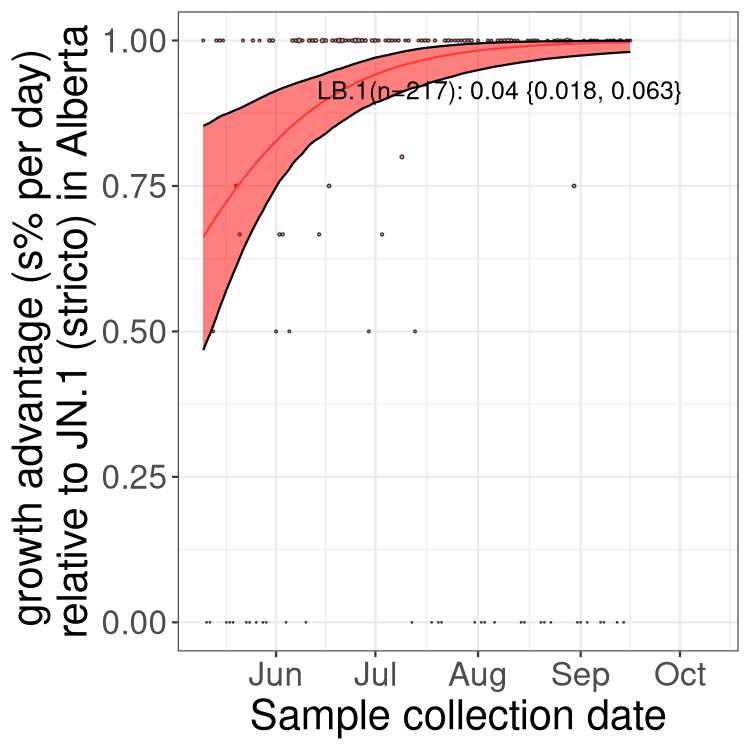 growth advantage (s% per day)
relative to JN.1 (stricto) in Alberta
1.00
0.75
0.50
0.25
0.00
LB.1(n=217): 0.04 {0.018, 0.063}
Jun Jul Aug Sep Oct
Sample collection date